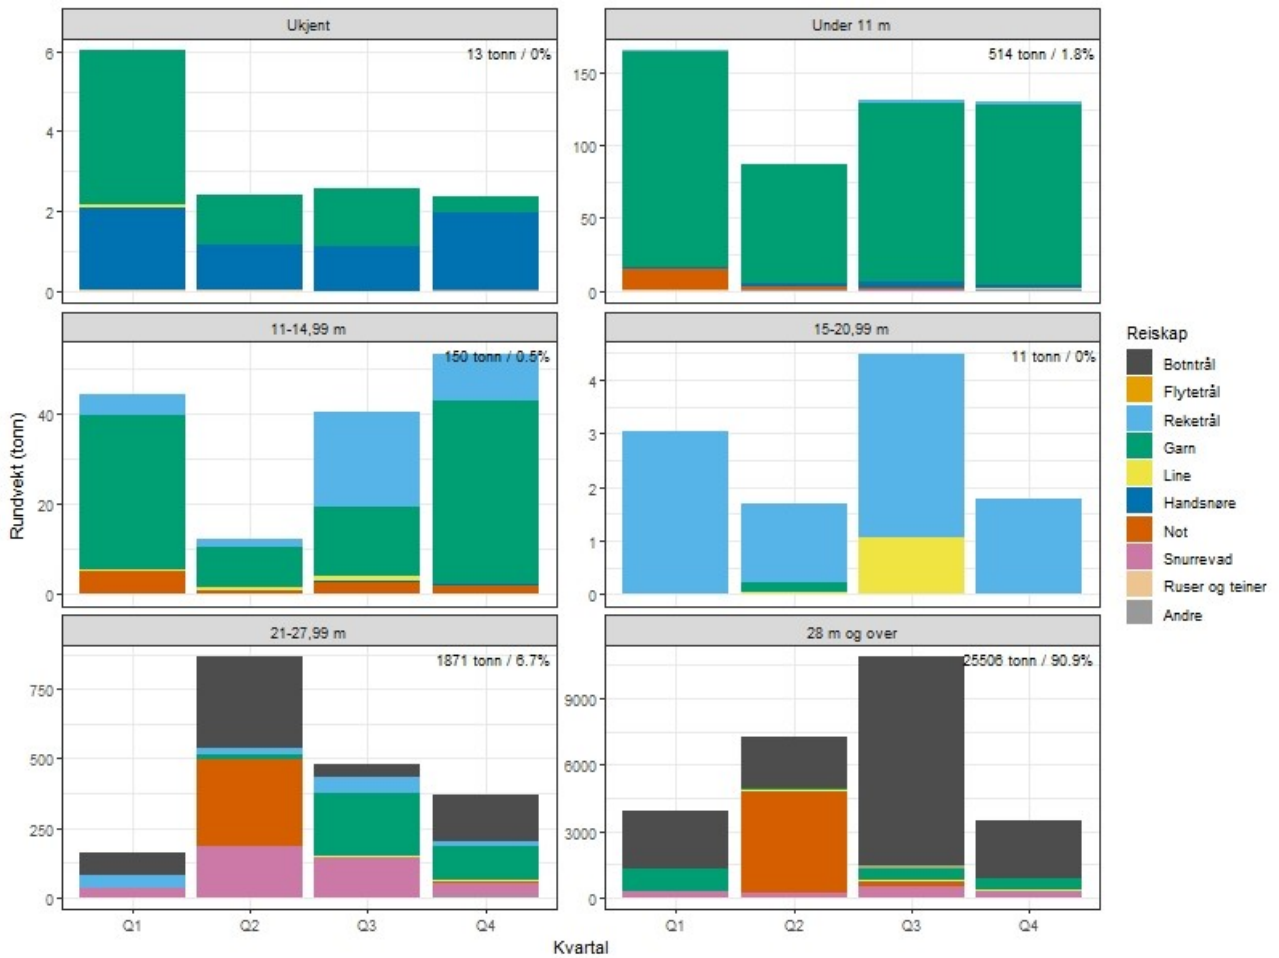 Ukjent
Under 11 m
13 tonn / 0%
514 tonn / 1.8%
6
4
2
0
150
100
50
0
11-14,99 m
15-20,99 m
150 tonn / 0.5%
11 tonn / 0%
40
20
0
4
3
2
1
0
Rundvekt (tonn)
21-27,99 m
28 m og over
1871 tonn / 6.7%
25506 tonn / 90.9%
750
500
250
0
9000
6000
3000
0
Q1 Q2 Q3 Q4
Q1 Q2 Q3 Q4
Kvartal
Reiskap
Botntrål
Flytetrål
Reketrål
Garn
Line
Handsnøre
Not
Snurrevad
Ruser og teiner
Andre